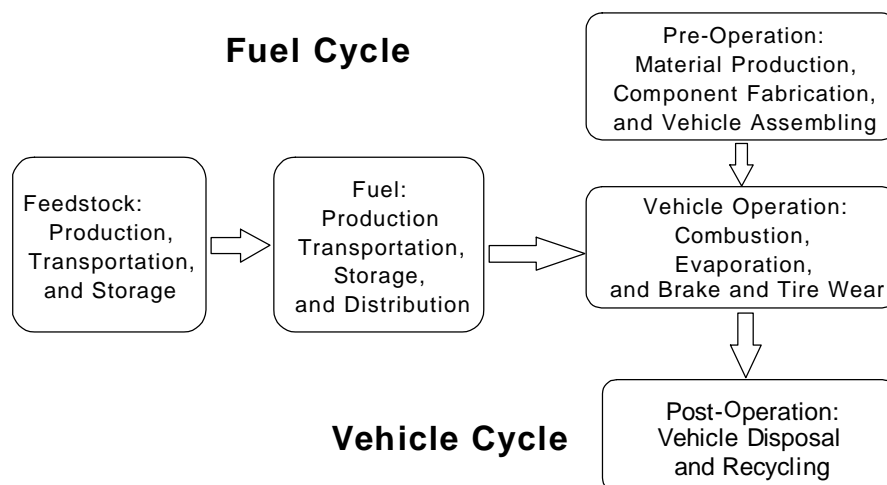 Fuel Cycle
Pre-Operation:
Material Production,
Component Fabrication,
and Vehicle Assembling
Feedstock:
Production,
Transportation,
and Storage
Fuel:
Production
Transportation,
Storage,
and Distribution
Vehicle Operation:
Combustion,
Evaporation,
and Brake and Tire Wear
Vehicle Cycle
Post-Operation:
Vehicle Disposal
and Recycling